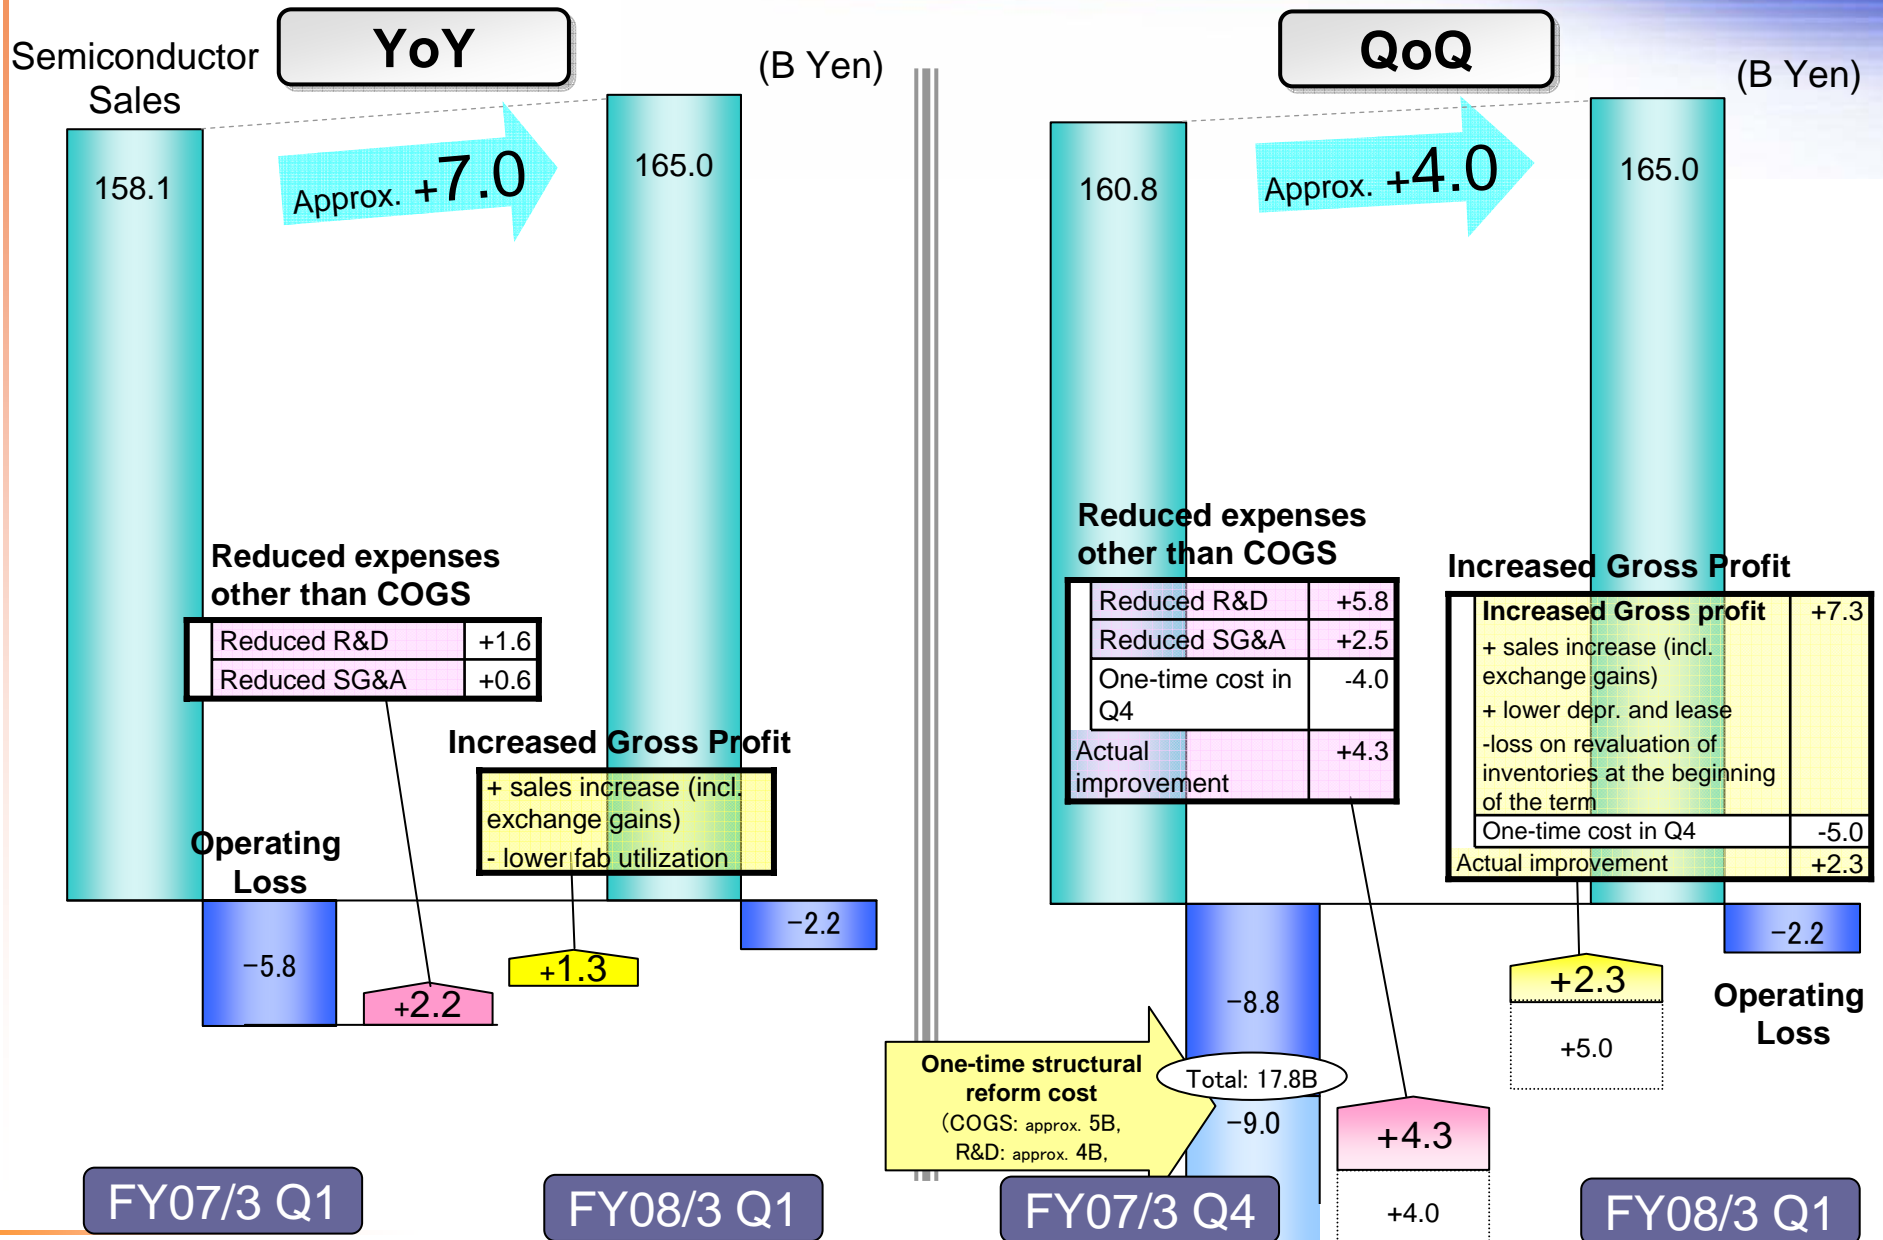 YoY
Semiconductor
Sales
(B Yen)
158.1
Approx. +7.0
165.0
Reduced expenses
other than COGS
Reduced R&D +1.6
Reduced SG&A +0.6
Increased Gross Profit
+ sales increase (incl.
exchange gains)
- lower fab utilization
Operating
Loss
-5.8
+2.2
+1.3
-2.2
FY07/3 Q1
FY08/3 Q1
QoQ
(B Yen)
160.8
Approx. +4.0
165.0
Reduced expenses
other than COGS
Reduced R&D +5.8
Reduced SG&A +2.5
One-time cost in -4.0
Q4
Actual +4.3
improvement
Increased Gross Profit
Increased Gross profit +7.3
+ sales increase (incl.
exchange gains)
+ lower depr. and lease
-loss on revaluation of
inventories at the beginning
of the term
One-time cost in Q4 -5.0
Actual improvement +2.3
-8.8
Total: 17.8B
-9.0
One-time structural
reform cost
(COGS: approx. 5B,
R&D: approx. 4B,
+4.3
+4.0
+2.3
+5.0
-2.2
Operating
Loss
FY07/3 Q4
FY08/3 Q1